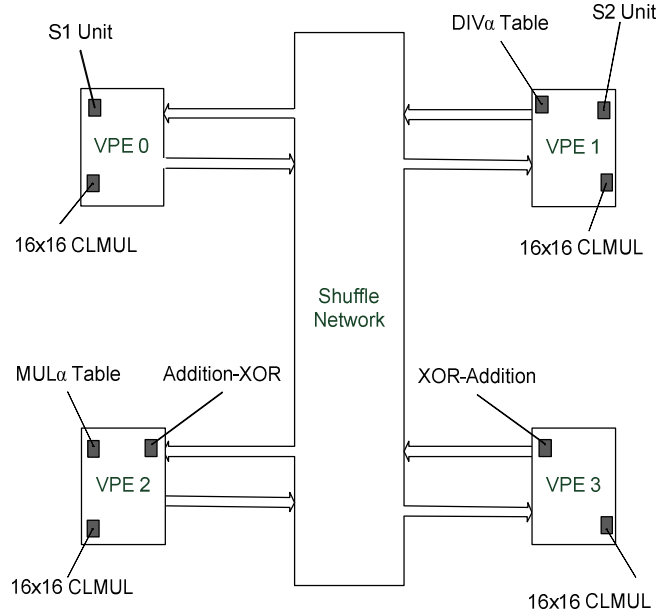 S1 Unit
DIVα Table
S2 Unit
VPE 0
VPE 1
16x16 CLMUL
16x16 CLMUL
Shuffle
Network
MULα Table
Addition-XOR
XOR-Addition
VPE 2
VPE 3
16x16 CLMUL
16x16 CLMUL